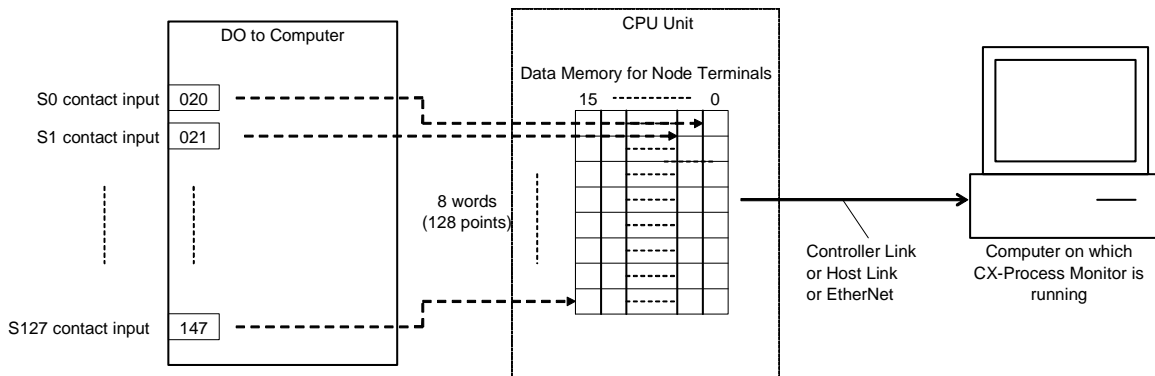 DO to Computer
CPU Unit
Data Memory for Node Terminals
15
0
S0 contact input
020
S1 contact input
021
8 words
(128 points)
S127 contact input
147
Controller Link
or Host Link
or EtherNet
Computer on which
CX-Process Monitor is
running